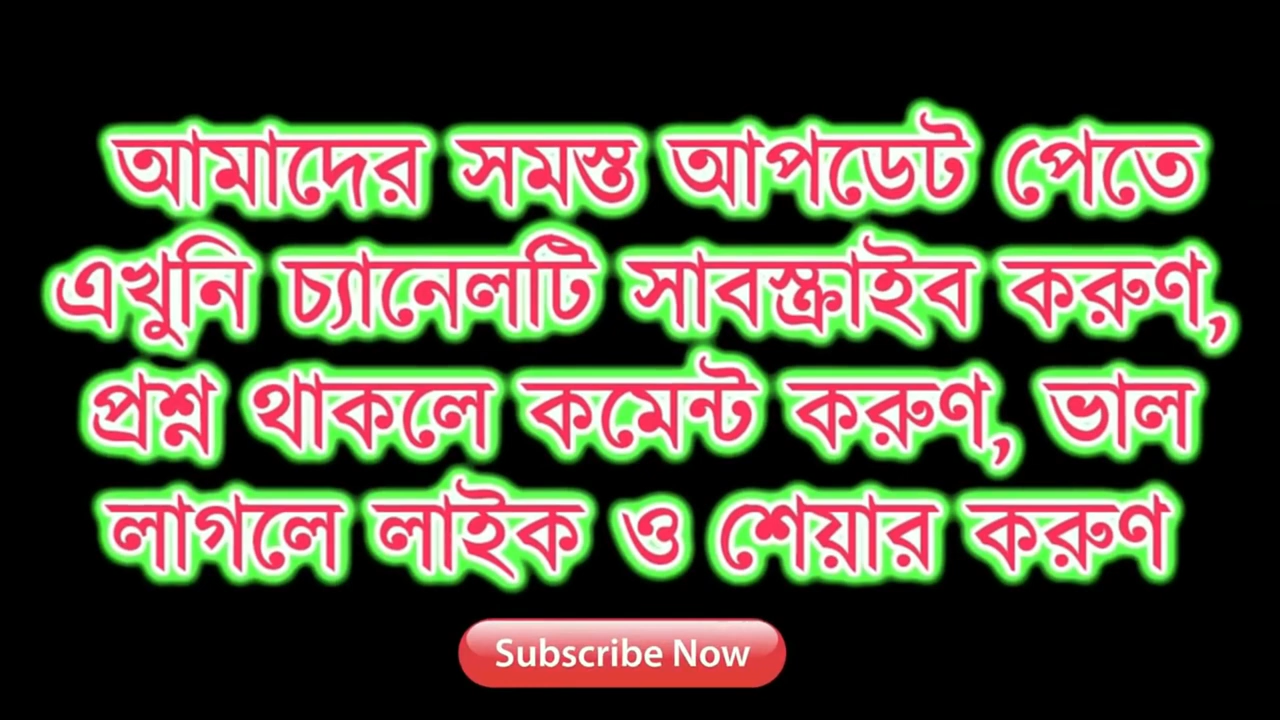 আমাদের সমস্ত আপডেট পেতে
এখুনি চ্যানেলটি সাবস্ক্রাইব করুণ,
প্রশ্ন থাকলে কমেন্ট করুণ, ভাল
লাগলে লাইক ও শেয়ার করুণ
Subscribe Now